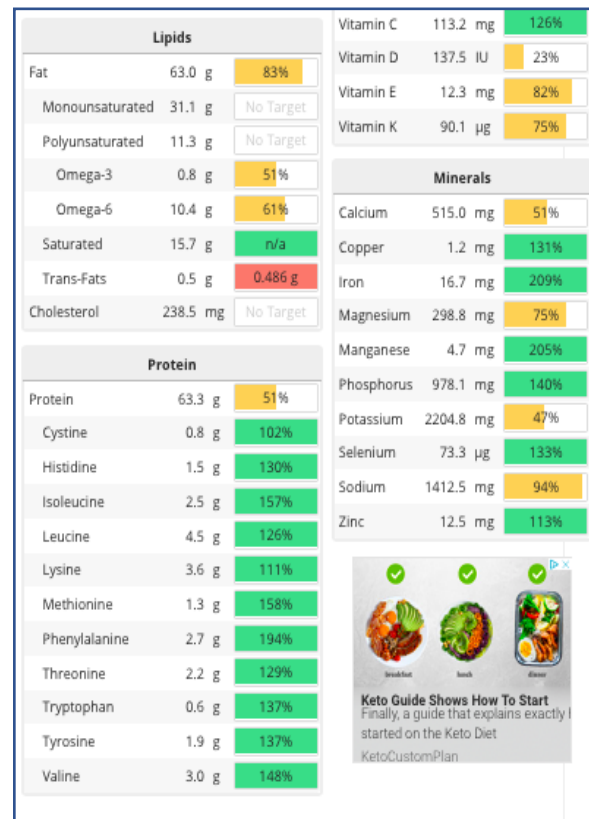 Lipids
Fat 63.0 g 83%
Monounsaturated 31.1 g No Target
Polyunsaturated 11.3 g No Target
Omega-3 0.8 g 51%
Omega-6 10.4 g 61%
Saturated 15.7 g n/a
Trans-Fats 0.5 g 0.486 g
Cholesterol 238.5 mg No Target
Protein
Protein 63.3 g 51%
Cystine 0.8 g 102%
Histidine 1.5 g 130%
Isoleucine 2.5 g 157%
Leucine 4.5 g 126%
Lysine 3.6 g 111%
Methionine 1.3 g 158%
Phenylalanine 2.7 g 194%
Threonine 2.2 g 129%
Tryptophan 0.6 g 137%
Tyrosine 1.9 g 137%
Valine 3.0 g 148%
Vitamin C 113.2 mg 126%
Vitamin D 137.5 IU 23%
Vitamin E 12.3 mg 82%
Vitamin K 90.1 µg 75%
Minerals
Calcium 515.0 mg 51%
Copper 1.2 mg 131%
Iron 16.7 mg 209%
Magnesium 298.8 mg 75%
Manganese 4.7 mg 205%
Phosphorus 978.1 mg 140%
Potassium 2204.8 mg 47%
Selenium 73.3 µg 133%
Sodium 1412.5 mg 94%
Zinc 12.5 mg 113%
breakfast lunch dinner
Keto Guide Shows How To Start
Finally, a guide that explains exactly
started on the Keto Diet
KetoCustomPlan